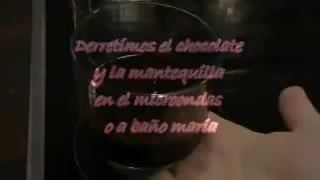 Derretimos el chocolate
y la mantequilla
en el microondas
o a baño maría